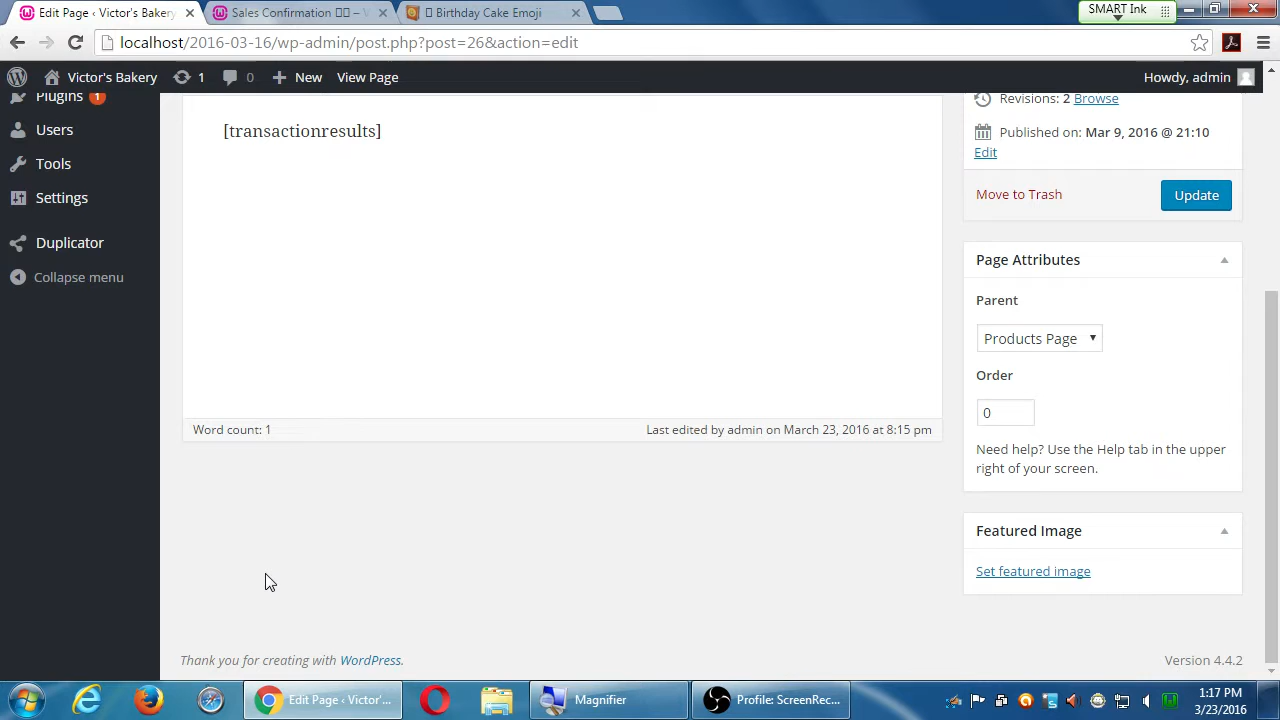 Edit Page ‹ Victor's Bakery
Sales Confirmation – V
Birthday Cake Emoji
SMART Ink
localhost/2016-03-16/wp-admin/post.php?post=26&action=edit
Victor's Bakery
1
0
New
View Page
Howdy, admin
Plugins 1
Users
Tools
Settings
Duplicator
Collapse menu
[transactionresults]
Word count: 1
Last edited by admin on March 23, 2016 at 8:15 pm
Revisions: 2 Browse
Published on: Mar 9, 2016 @ 21:10
Edit
Move to Trash
Update
Page Attributes
Parent
Products Page
Order
0
Need help? Use the Help tab in the upper
right of your screen.
Featured Image
Set featured image
Thank you for creating with WordPress.
Version 4.4.2
Edit Page ‹ Victor'...
Magnifier
Profile: ScreenRec...
1:17 PM
3/23/2016